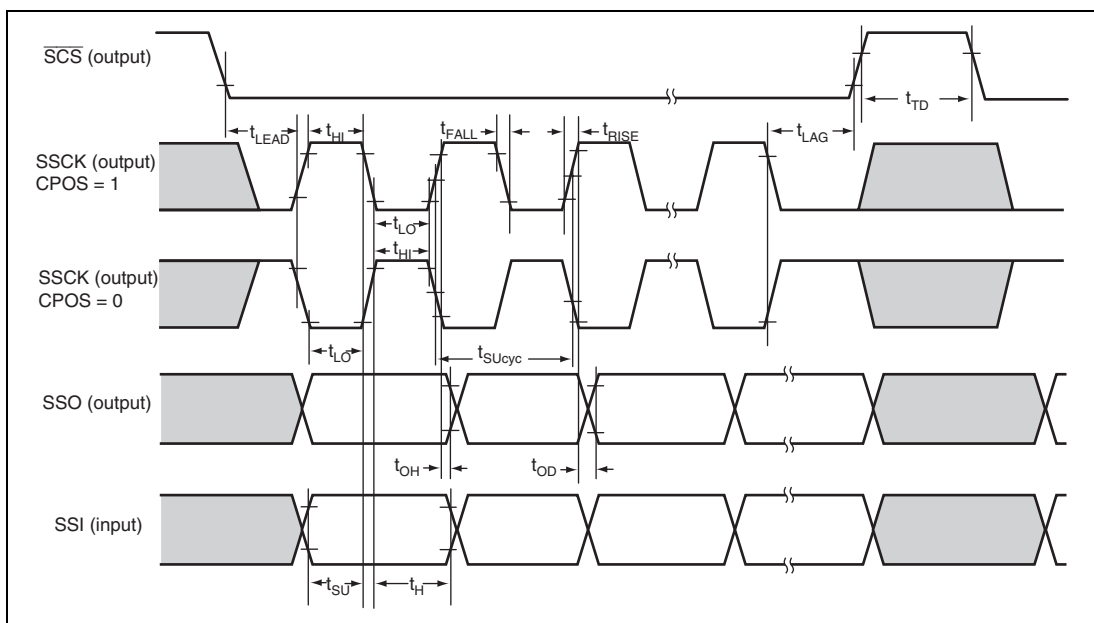 SCS (output)
tTD
tLEAD
tHI
tFALL
tRISE
tLAG
SSCK (output)
CPOS = 1
tLO
tHI
SSCK (output)
CPOS = 0
tLO
tSUcyc
SSO (output)
tOH
tOD
SSI (input)
tSU
tH